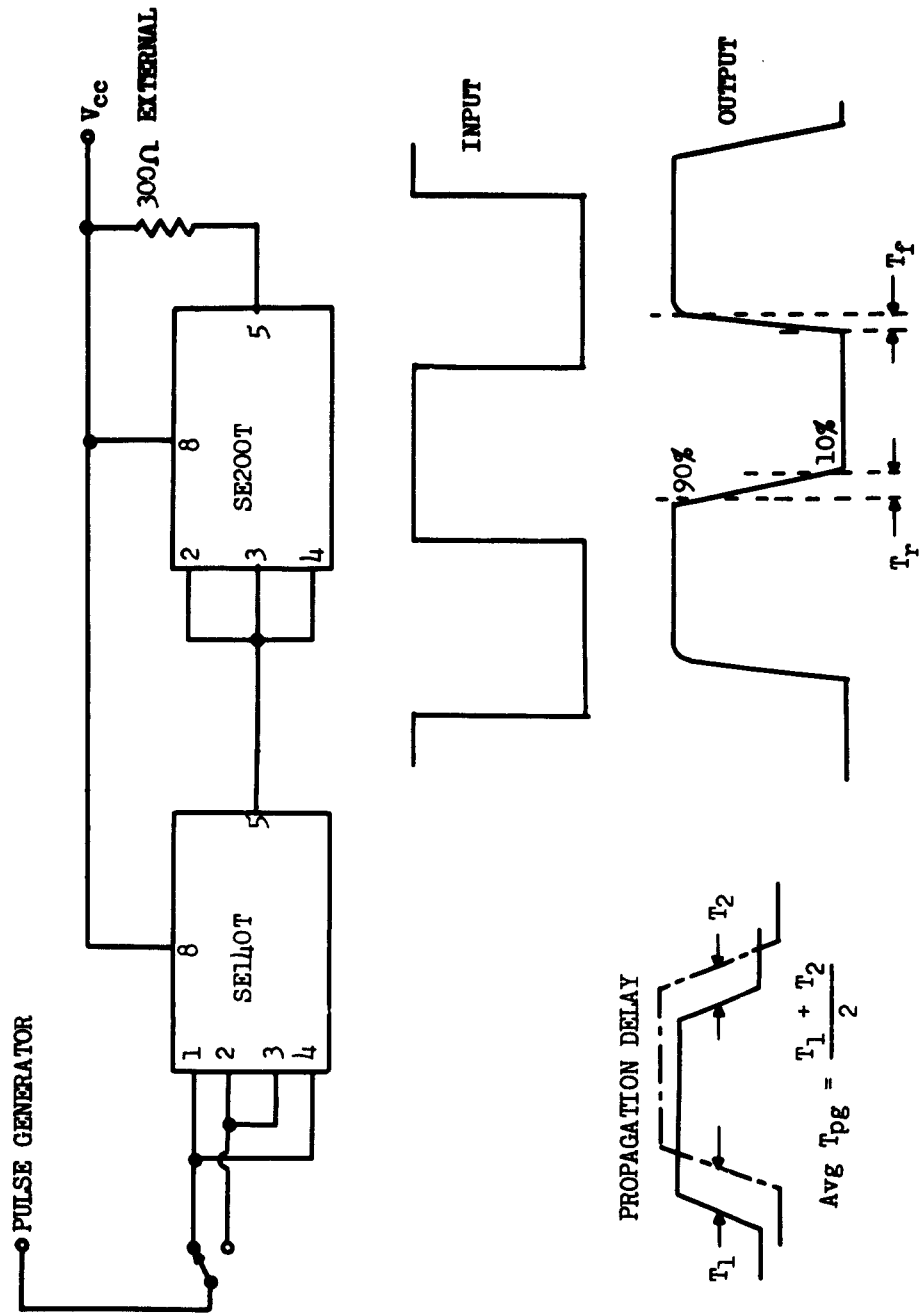 PULSE GENERATOR
Vcc
300Ω EXTERNAL
8
SE140T
1
2
3
4
5
8
SE200T
2
3
4
5
INPUT
OUTPUT
90%
10%
Tr
Tf
PROPAGATION DELAY
T1
T2
Avg Tpg = T1 + T2
2